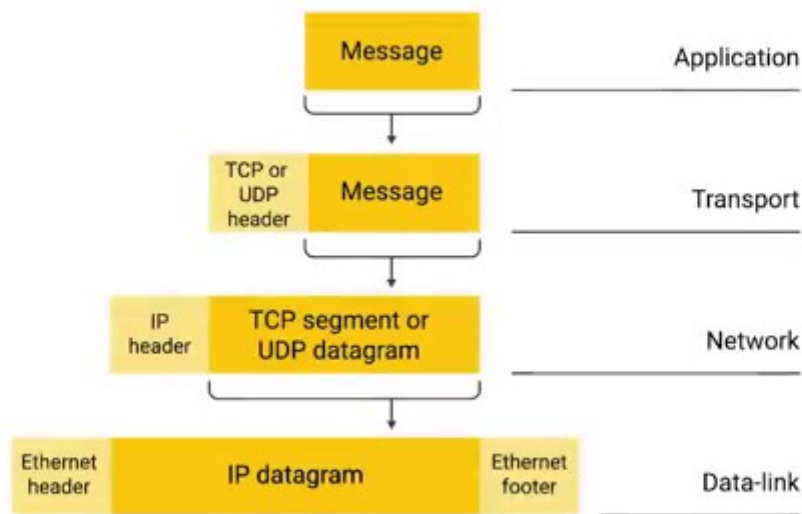 Message
Application
TCP or
UDP
header
Message
Transport
IP
header
TCP segment or
UDP datagram
Network
Ethernet
header
IP datagram
Ethernet
footer
Data-link